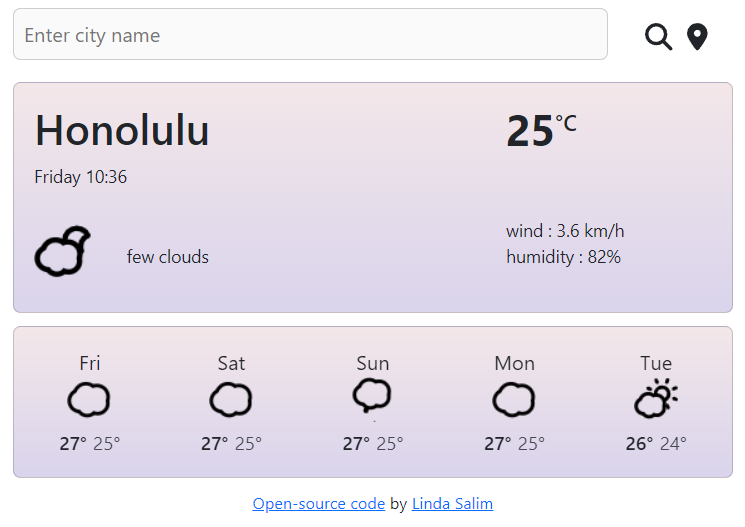 Enter city name
Honolulu 25°C
Friday 10:36
wind : 3.6 km/h
few clouds humidity : 82%
Fri Sat Sun Mon Tue
27° 25° 27° 25° 27° 25° 27° 25° 26° 24°
Open-source code by Linda Salim